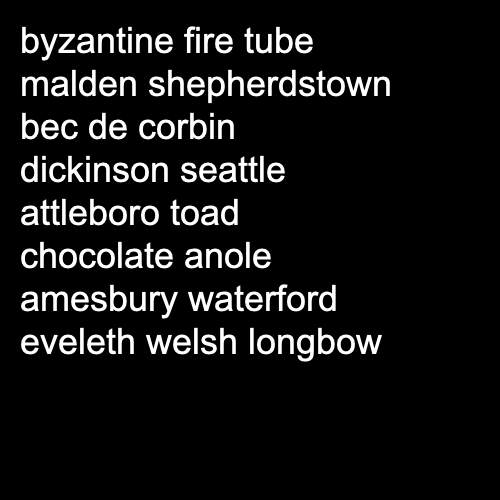 byzantine fire tube
malden shepherdstown
bec de corbin
dickinson seattle
attleboro toad
chocolate anole
amesbury waterford
eveleth welsh longbow